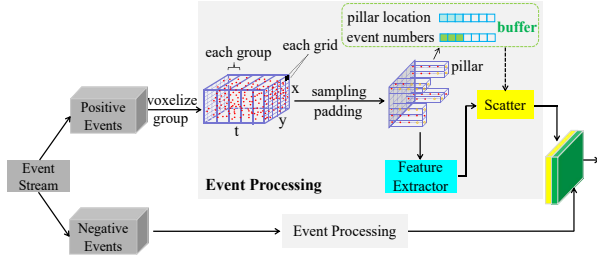 pillar location
event numbers
buffer
each group
each grid
pillar
Positive
Events
voxelize
group
x
y
t
sampling
padding
Scatter
Event
Stream
Event Processing
Feature
Extractor
Negative
Events
Event Processing